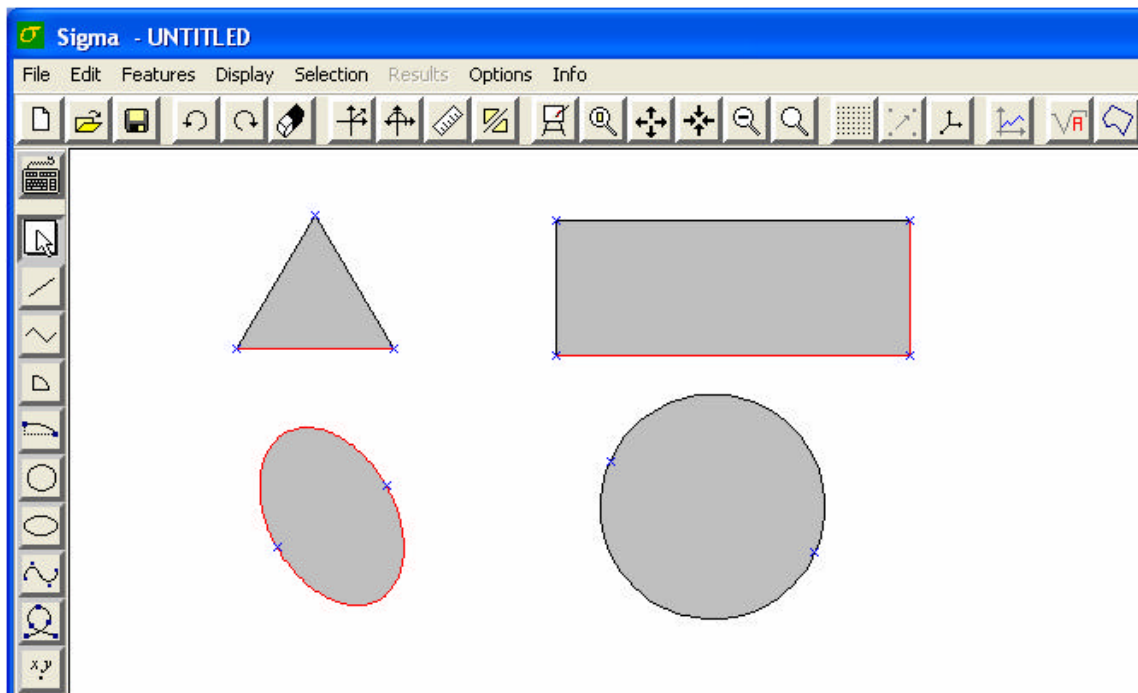 σ Sigma - UNTITLED
File Edit Features Display Selection Results Options Info
√A
x,y